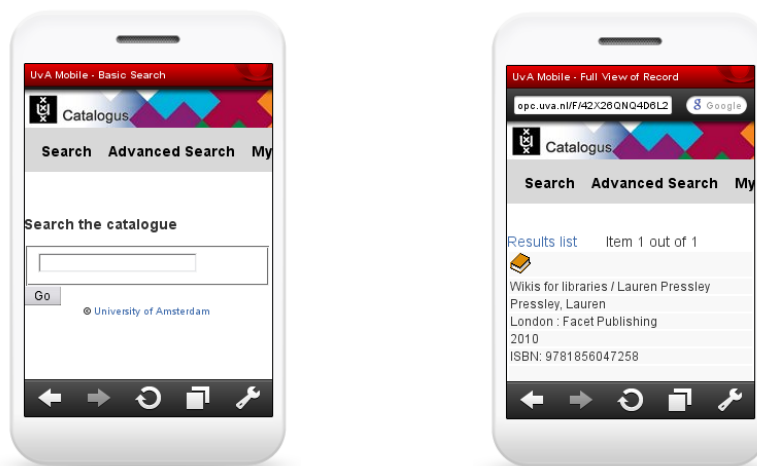 UvA Mobile - Basic Search
Catalogus
Search Advanced Search My
Search the catalogue
Go
© University of Amsterdam
UvA Mobile - Full View of Record
opc.uva.nl/F/42X26QNQ4D6L2
Google
Catalogus
Search Advanced Search My
Results list Item 1 out of 1
Wikis for libraries / Lauren Pressley
Pressley, Lauren
London : Facet Publishing
2010
ISBN: 9781856047258